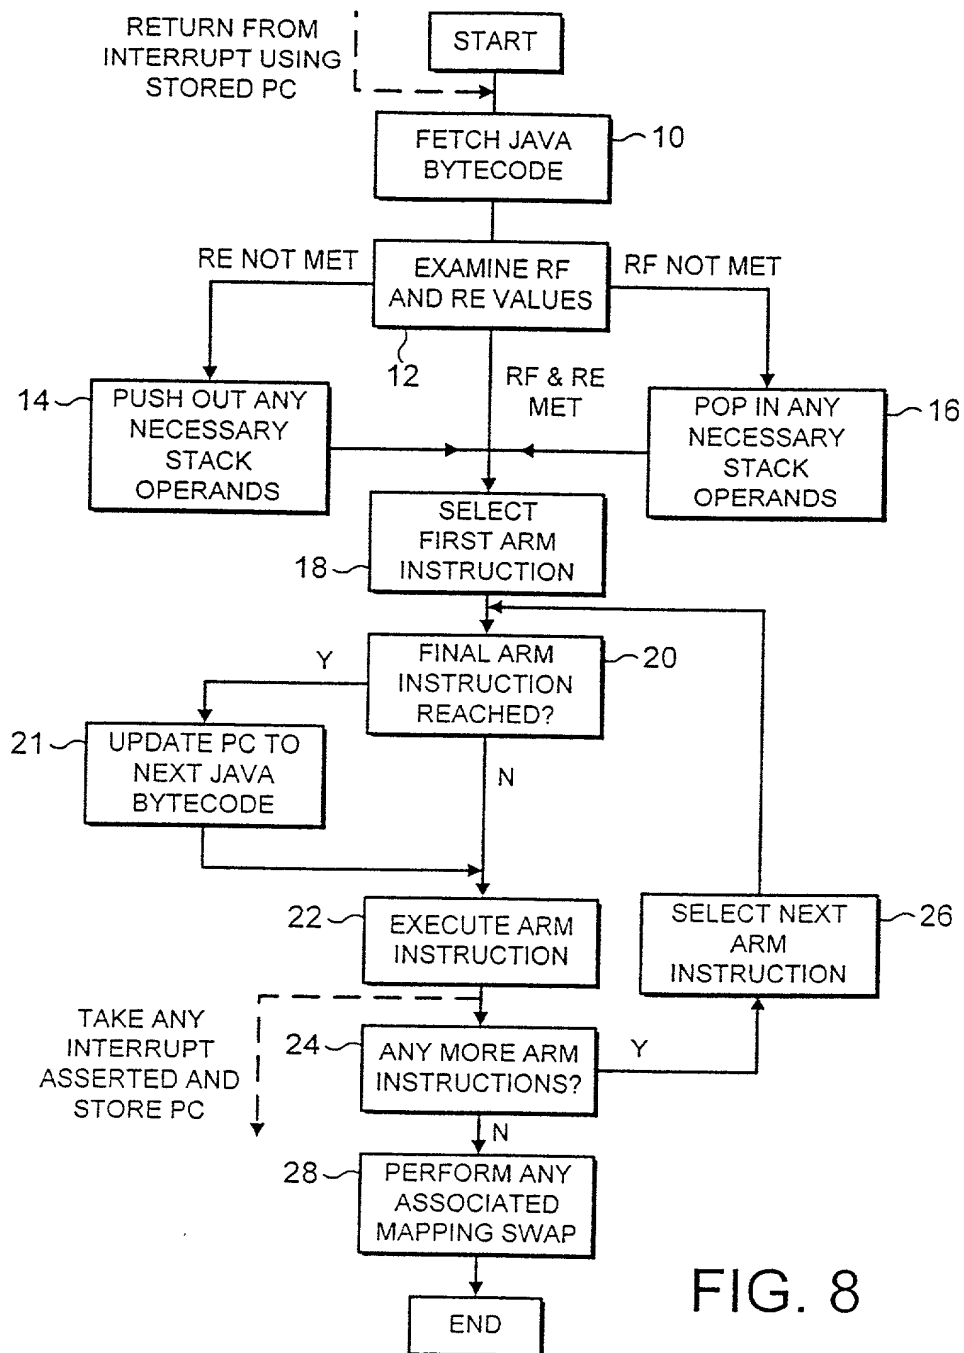 RETURN FROM
INTERRUPT USING
STORED PC
START
FETCH JAVA
BYTECODE
10
RE NOT MET
EXAMINE RF
AND RE VALUES
RF NOT MET
12
RF & RE
MET
14
PUSH OUT ANY
NECESSARY
STACK
OPERANDS
POP IN ANY
NECESSARY
STACK
OPERANDS
16
SELECT
FIRST ARM
INSTRUCTION
18
Y
FINAL ARM
INSTRUCTION
REACHED?
20
21
UPDATE PC TO
NEXT JAVA
BYTECODE
N
22
EXECUTE ARM
INSTRUCTION
SELECT NEXT
ARM
INSTRUCTION
26
TAKE ANY
INTERRUPT
ASSERTED AND
STORE PC
24
ANY MORE ARM
INSTRUCTIONS?
Y
N
28
PERFORM ANY
ASSOCIATED
MAPPING SWAP
END
FIG. 8